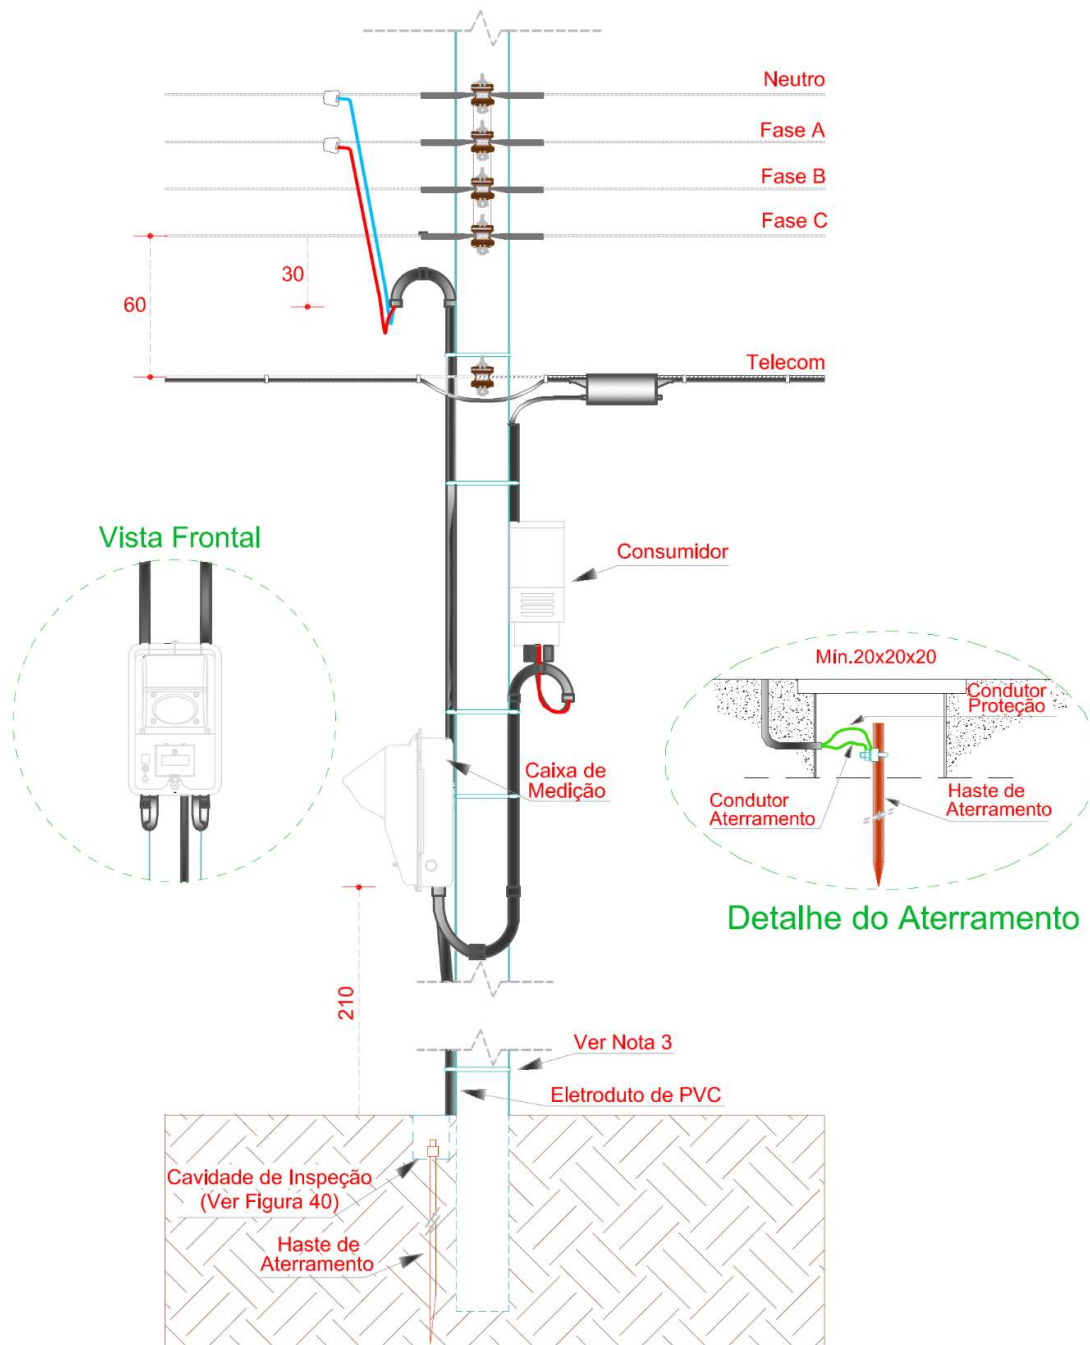 Neutro
Fase A
Fase B
Fase C
30
60
Telecom
Vista Frontal
Consumidor
Mín.20x20x20
Condutor
Proteção
Caixa de
Medição
Condutor
Aterramento
Haste de
Aterramento
Detalhe do Aterramento
210
Ver Nota 3
Eletroduto de PVC
Cavidade de Inspeção
(Ver Figura 40)
Haste de
Aterramento